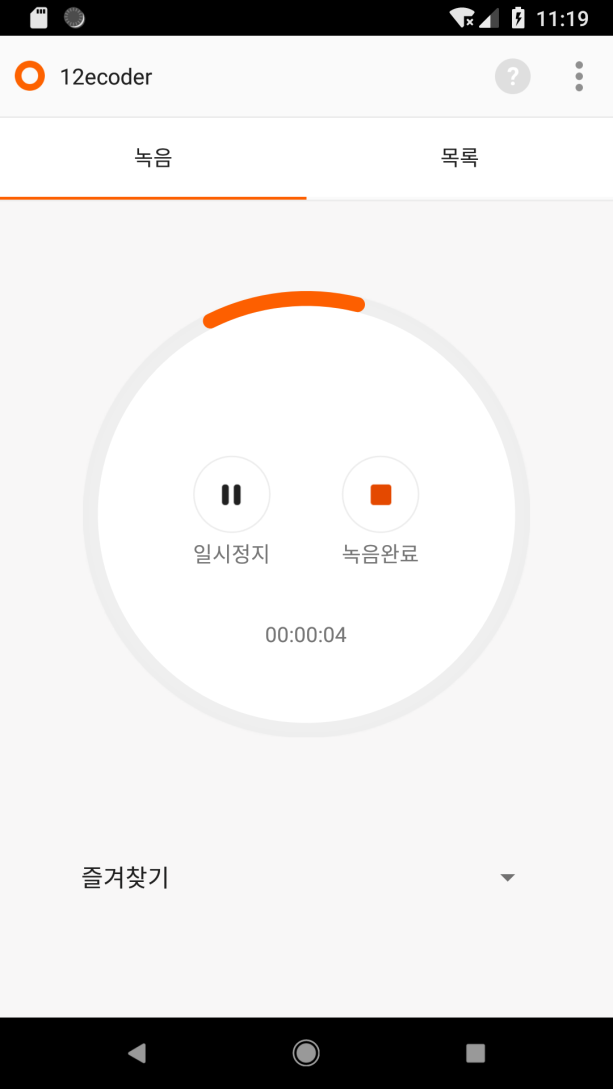 11:19
12ecoder
?
녹음
목록
일시정지
녹음완료
00:00:04
즐겨찾기